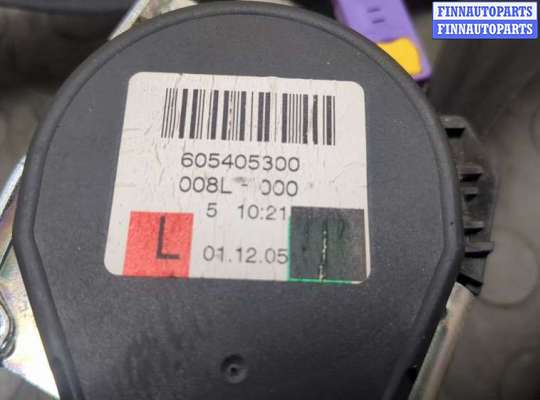 FINNAUTOPARTS
FINNAUTOPARTS
605405300
008L - 000
5 10:21
L
01.12.05